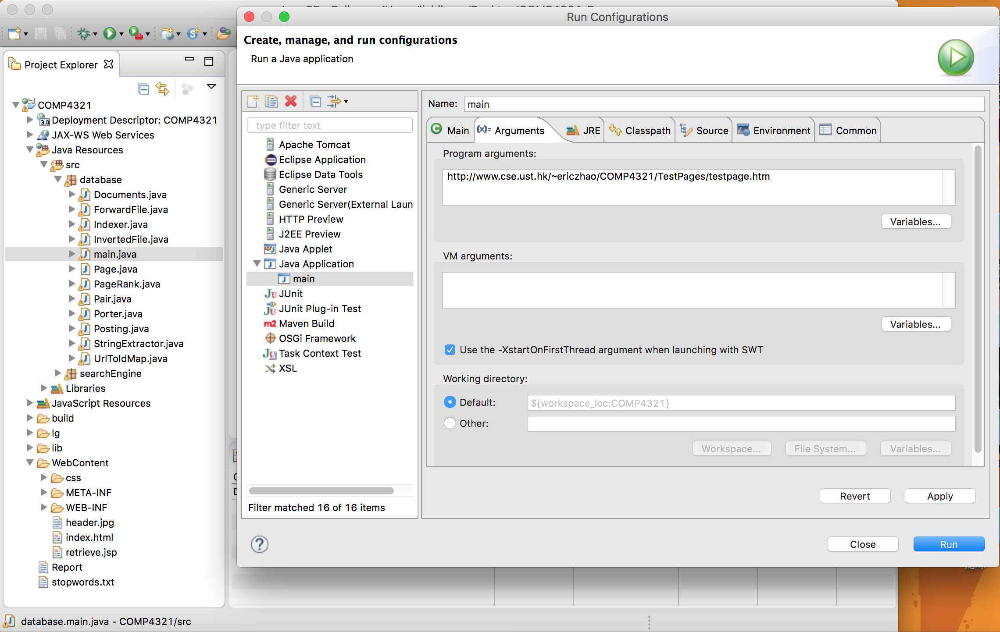 Run Configurations
Create, manage, and run configurations
Run a Java application
Project Explorer
COMP4321
3.0
Deployment Descriptor: COMP4321
JAX-WS Web Services
Java Resources
src
database
Documents.java
ForwardFile.java
Indexer.java
InvertedFile.java
main.java
Page.java
PageRank.java
Pair.java
Porter.java
Posting.java
StringExtractor.java
UrlToIdMap.java
searchEngine
Libraries
JavaScript Resources
build
lg
lib
WebContent
css
META-INF
WEB-INF
header.jpg
index.html
retrieve.jsp
Report
stopwords.txt
database.main.java - COMP4321/src
type filter text
Apache Tomcat
Eclipse Application
Eclipse Data Tools
Generic Server
Generic Server(External Laun
HTTP Preview
J2EE Preview
Java Applet
Java Application
main
JUnit
JUnit Plug-in Test
Maven Build
OSGi Framework
Task Context Test
XSL
Filter matched 16 of 16 items
Name: main
Main (x)= Arguments JRE Classpath Source Environment Common
Program arguments:
http://www.cse.ust.hk/~ericzhao/COMP4321/TestPages/testpage.htm
Variables...
VM arguments:
Variables...
Use the -XstartOnFirstThread argument when launching with SWT
Working directory:
Default: ${workspace_loc:COMP4321}
Other:
Workspace... File System... Variables...
Revert Apply
Close Run